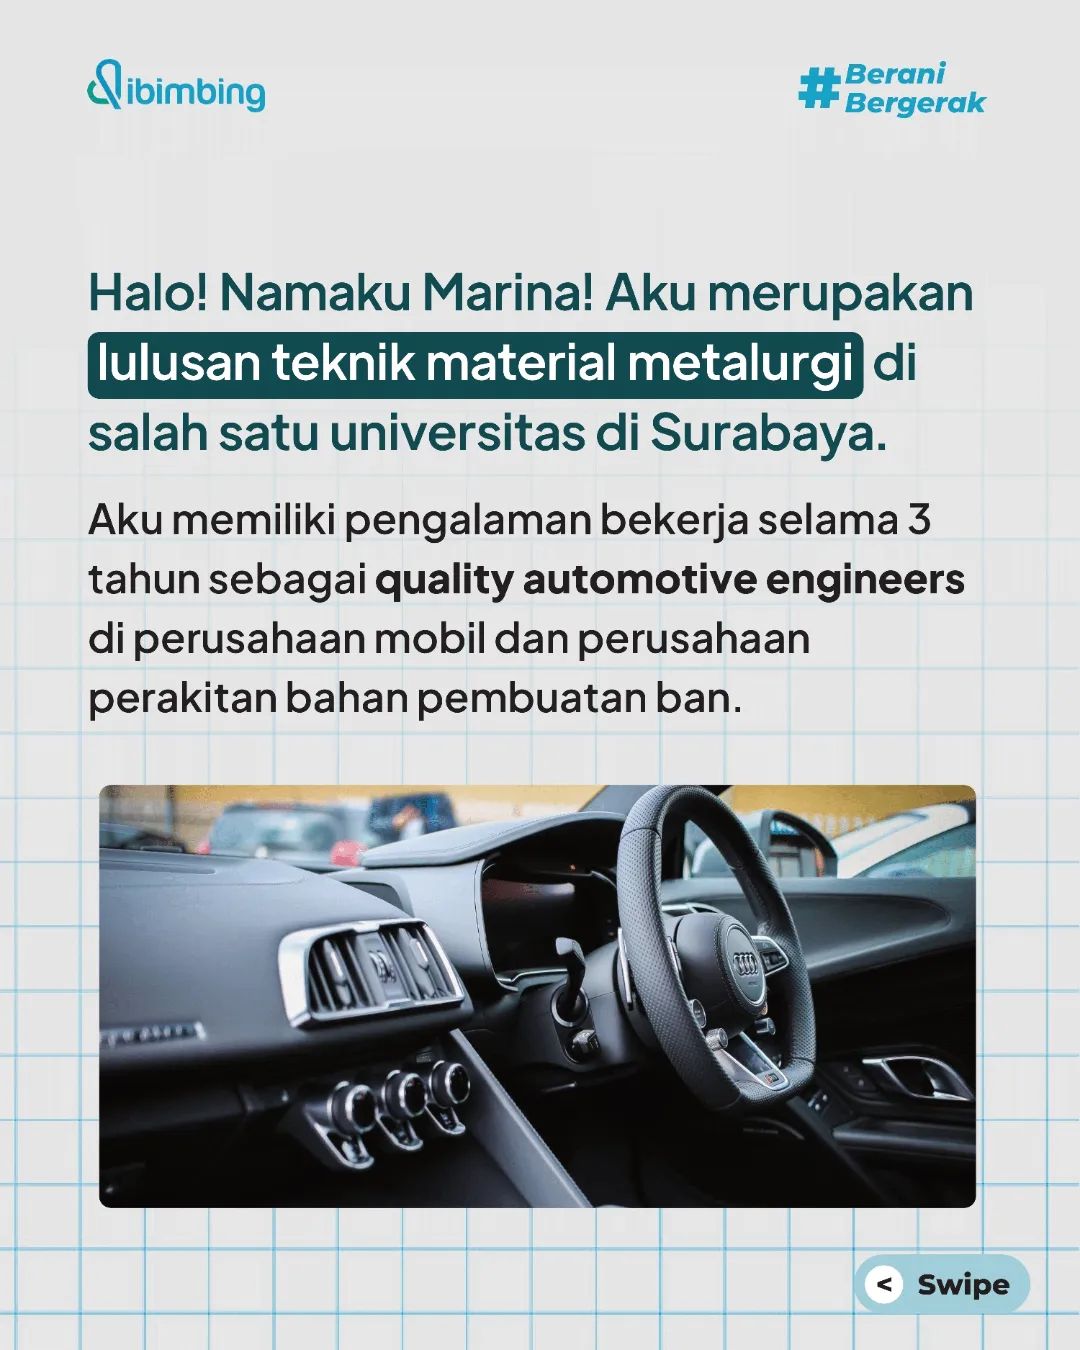 dibimbing
#Berani
Bergerak
Halo! Namaku Marina! Aku merupakan
lulusan teknik material metalurgi di
salah satu universitas di Surabaya.
Aku memiliki pengalaman bekerja selama 3
tahun sebagai quality automotive engineers
di perusahaan mobil dan perusahaan
perakitan bahan pembuatan ban.
< Swipe